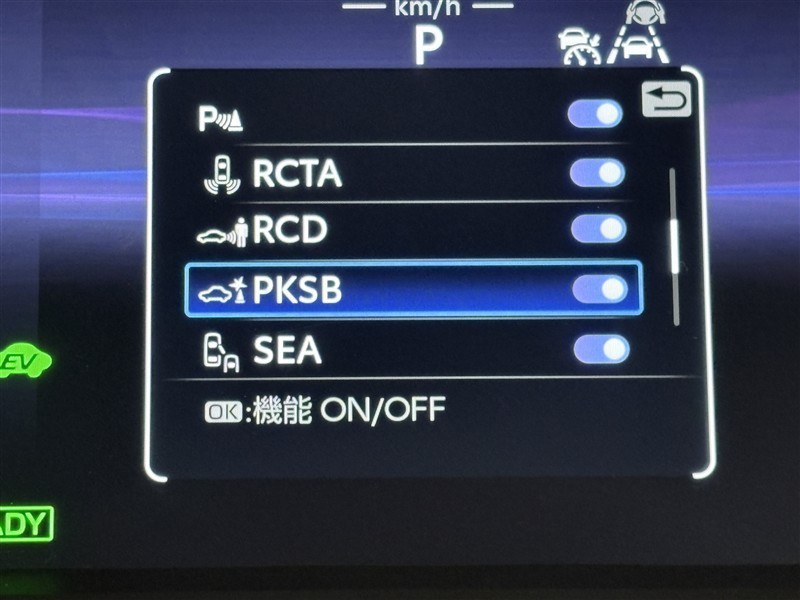 km/h
P
P
RCTA
RCD
PKSB
SEA
OK:機能 ON/OFF
EV
ADY